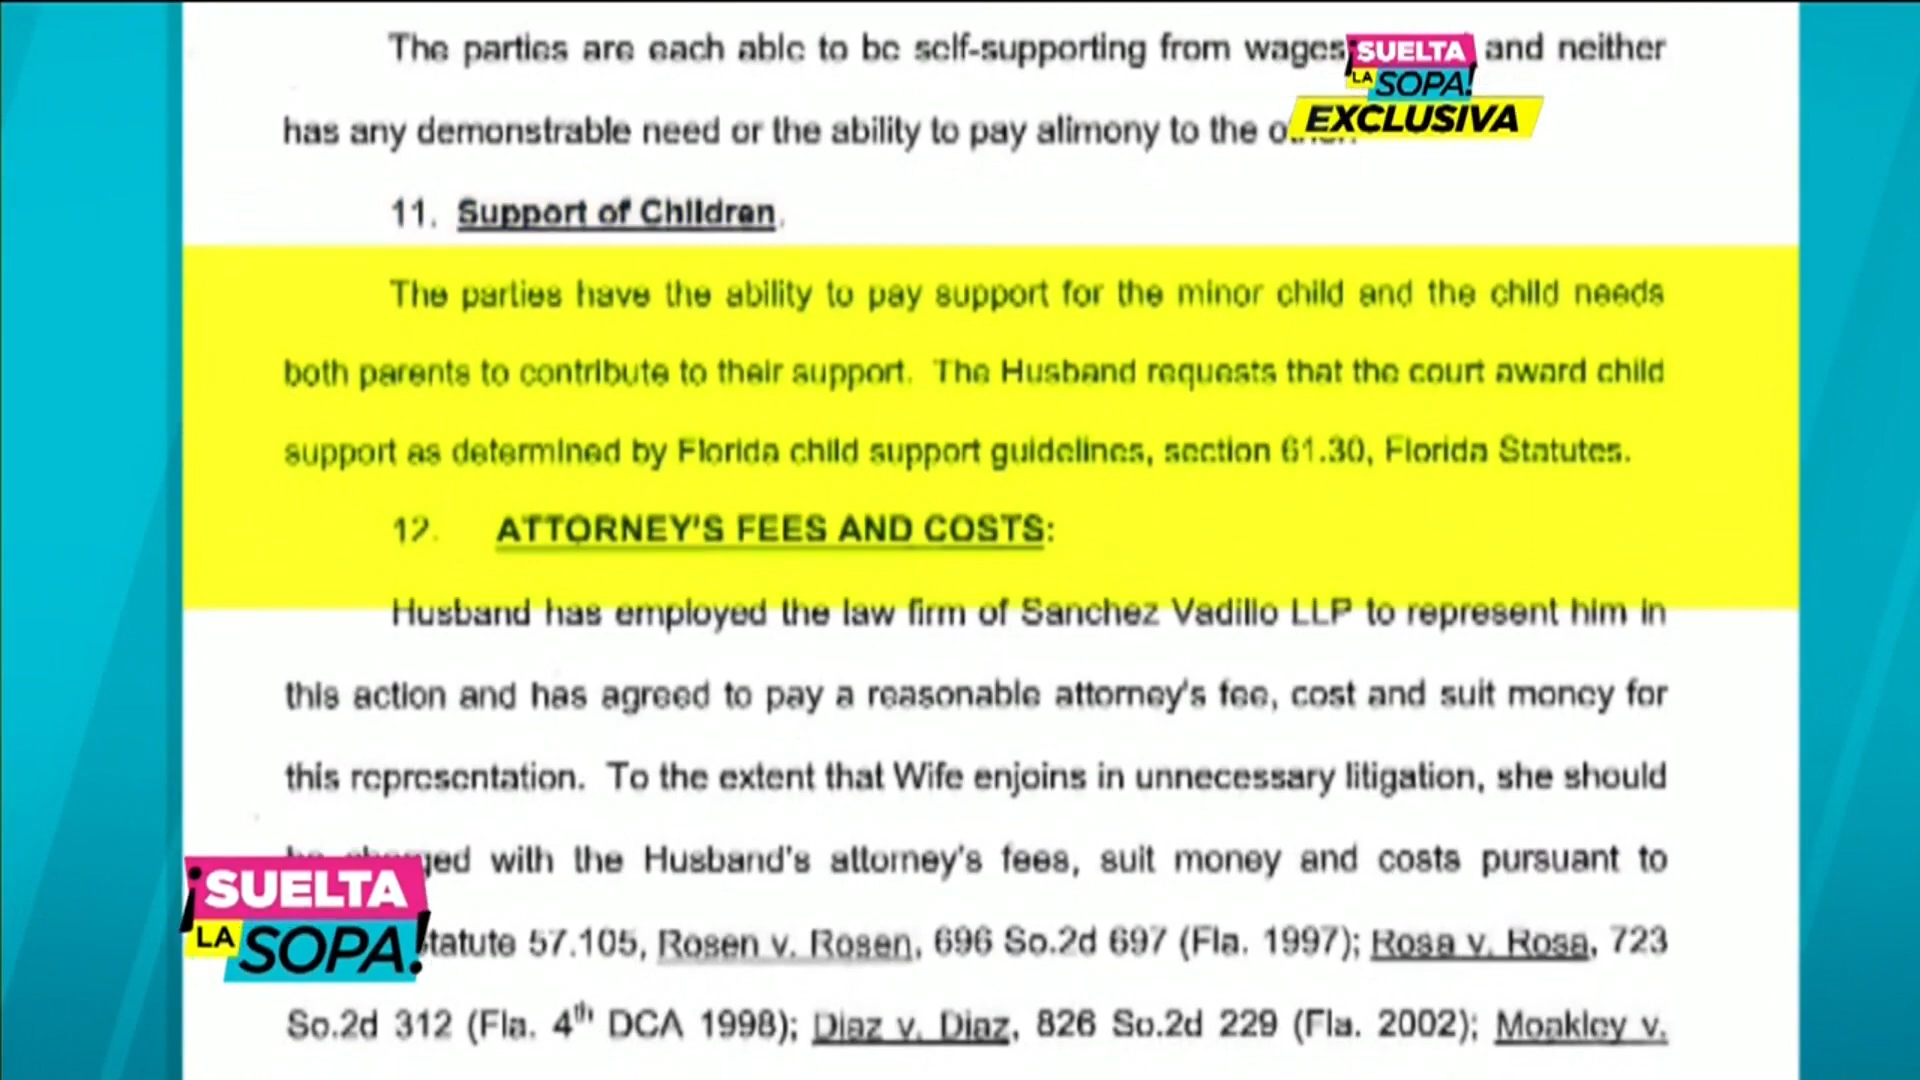 The parties are each able to be self-supporting from wages and neither
has any demonstrable need or the ability to pay alimony to the
11. Support of Children.
The parties have the ability to pay support for the minor child and the child needs
both parents to contribute to their support. The Husband requests that the court award child
support as determined by Florida child support guidelines, section 61.30, Florida Statutes.
12. ATTORNEY'S FEES AND COSTS:
Husband has employed the law firm of Sanchez Vadillo LLP to represent him in
this action and has agreed to pay a reasonable attorney's fee, cost and suit money for
this representation. To the extent that Wife enjoins in unnecessary litigation, she should
with the Husband's attorney's fees, suit money and costs pursuant to
57.105, Rosen v. Rosen, 696 So.2d 697 (Fla. 1997); Rosa v. Rosa, 723
So.2d 312 (Fla. 4th DCA 1998); Diaz v. Diaz, 826 So.2d 229 (Fla. 2002); Moakley v.
¡SUELTA
LA SOPA!
EXCLUSIVA
¡SUELTA
LA SOPA!